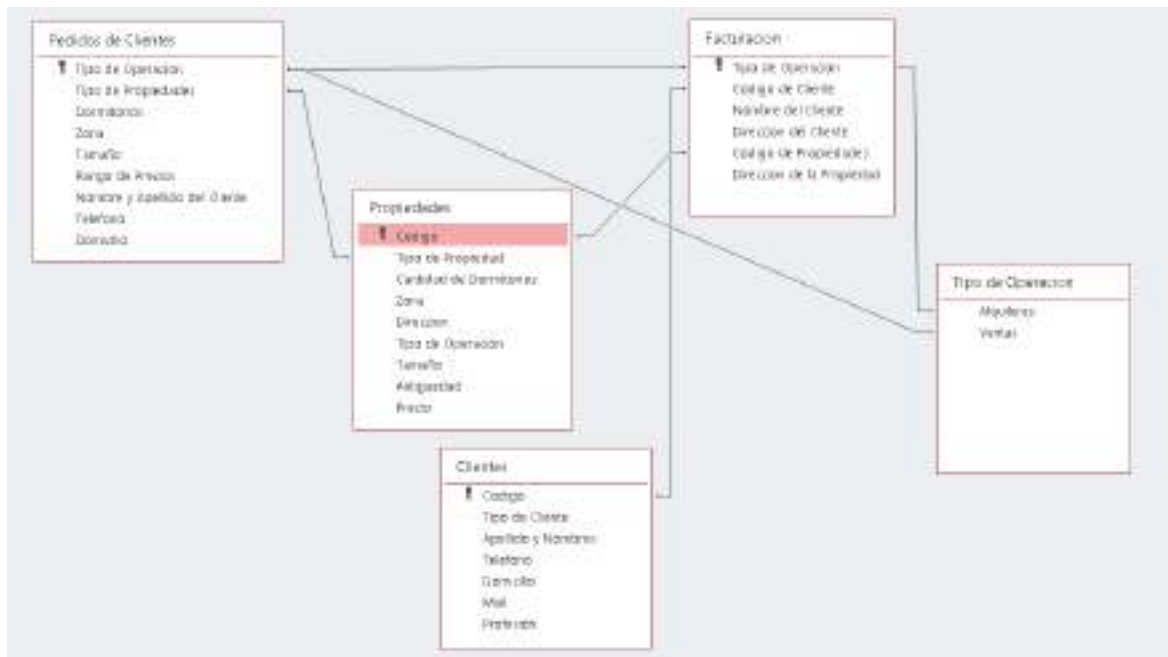 Pedidos de Clientes
Tipo de Operacion
Tipo de Propiedades
Dormitorios
Zona
Tamaño
Rango de Precios
Nombre y Apellido del Cliente
Telefono
Domicilio
Facturacion
Tipo de Operacion
Codigo de Cliente
Nombre del Cliente
Direccion del Cliente
Codigo de Propiedades
Direccion de la Propiedad
Propiedades
Codigo
Tipo de Propiedad
Cantidad de Dormitorios
Zona
Direccion
Tipo de Operación
Tamaño
Antiguedad
Precio
Tipo de Operacion
Alquileres
Ventas
Clientes
Codigo
Tipo de Cliente
Apellido y Nombres
Telefono
Domicilio
Mail